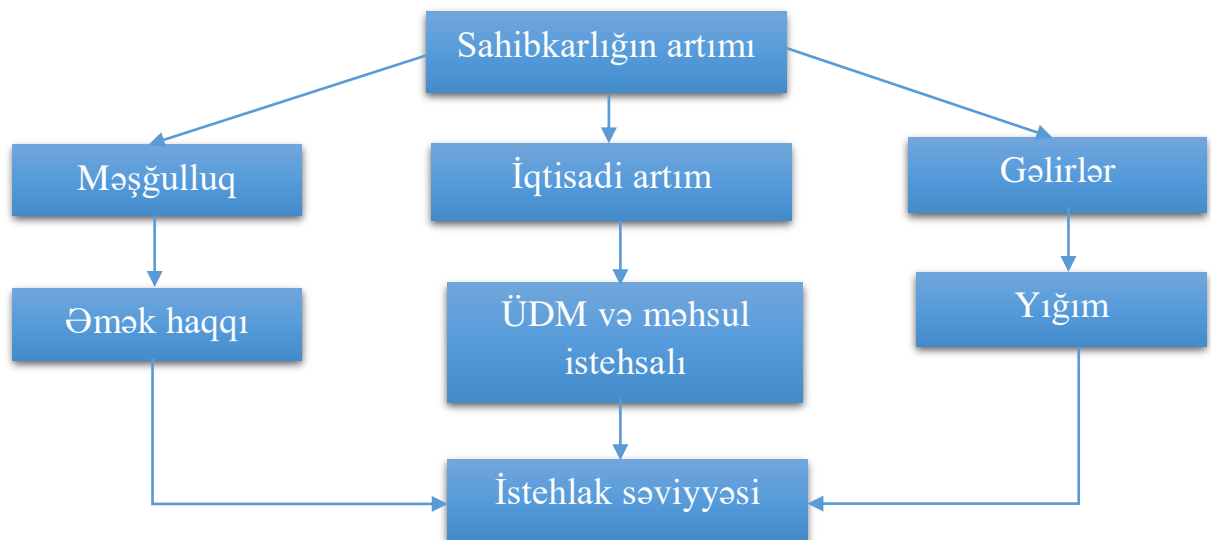 Sahibkarlığın artımı
Məşğulluq
İqtisadi artım
Gəlirlər
Əmək haqqı
ÜDM və məhsul
istehsalı
Yığım
İstehlak səviyyəsi